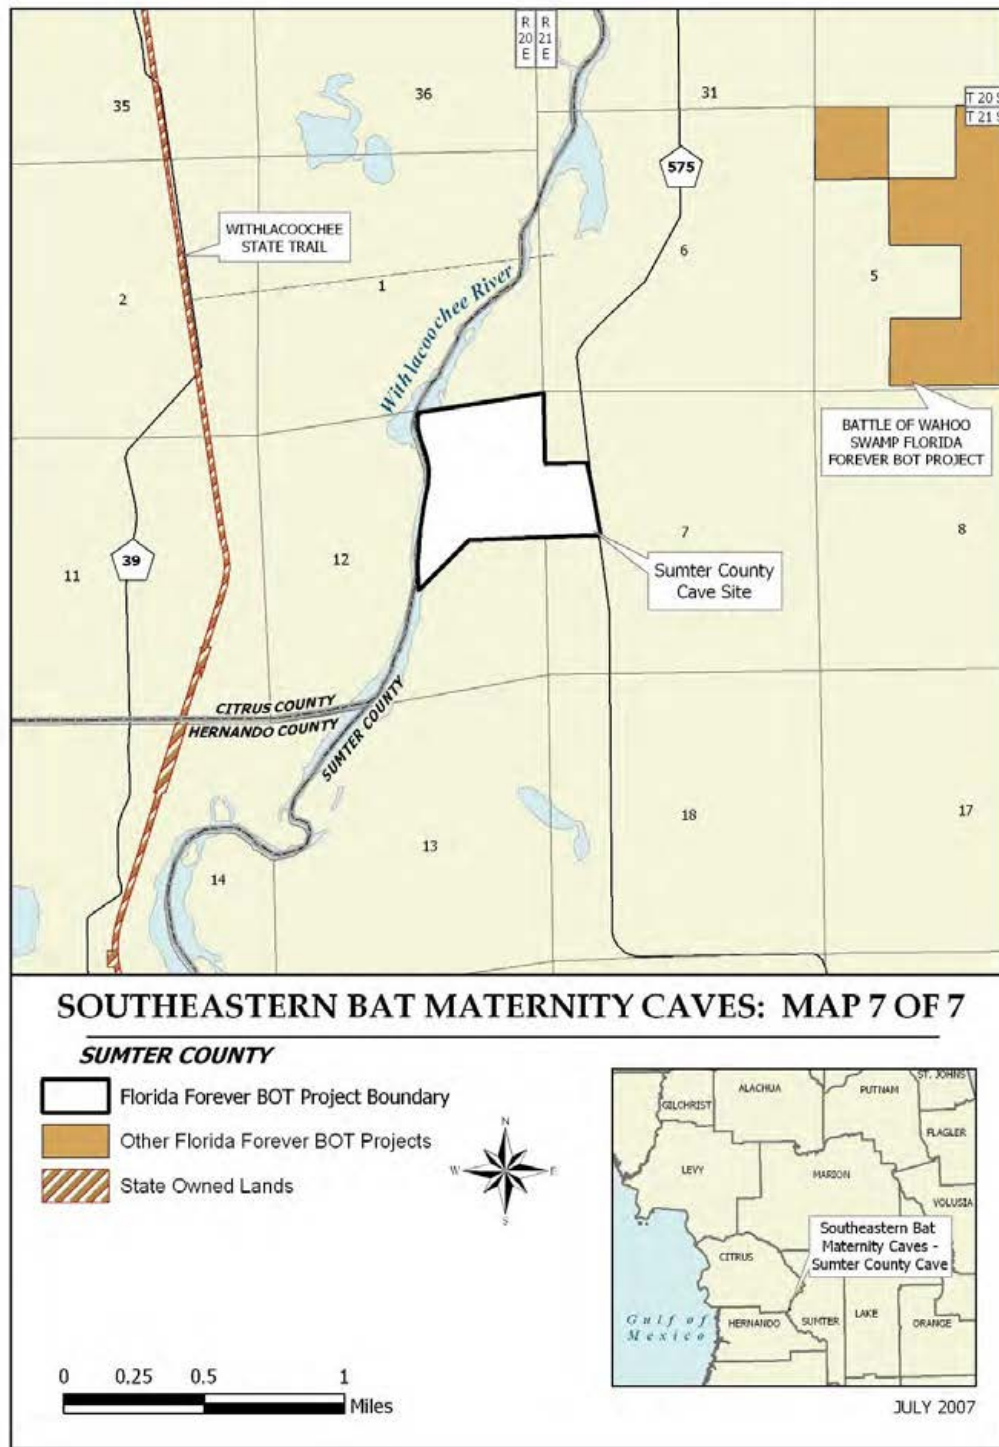 R
20
E
R
21
E
35
36
31
T 20 S
T 21 S
575
WITHLACOOCHEE
STATE TRAIL
6
5
1
2
Withlacoochee River
BATTLE OF WAHOO
SWAMP FLORIDA
FOREVER BOT PROJECT
39
11
12
7
8
Sumter County
Cave Site
CITRUS COUNTY
HERNANDO COUNTY
SUMTER COUNTY
18
17
13
14
SOUTHEASTERN BAT MATERNITY CAVES: MAP 7 OF 7
SUMTER COUNTY
Florida Forever BOT Project Boundary
Other Florida Forever BOT Projects
State Owned Lands
N
W
E
S
0
0.25
0.5
1
Miles
ST. JOHNS
ALACHUA
PUTNAM
GILCHRIST
FLAGLER
LEVY
MARION
VOLUSIA
Southeastern Bat
Maternity Caves -
Sumter County Cave
CITRUS
Gulf of
Mexico
HERNANDO
SUMTER
LAKE
ORANGE
JULY 2007